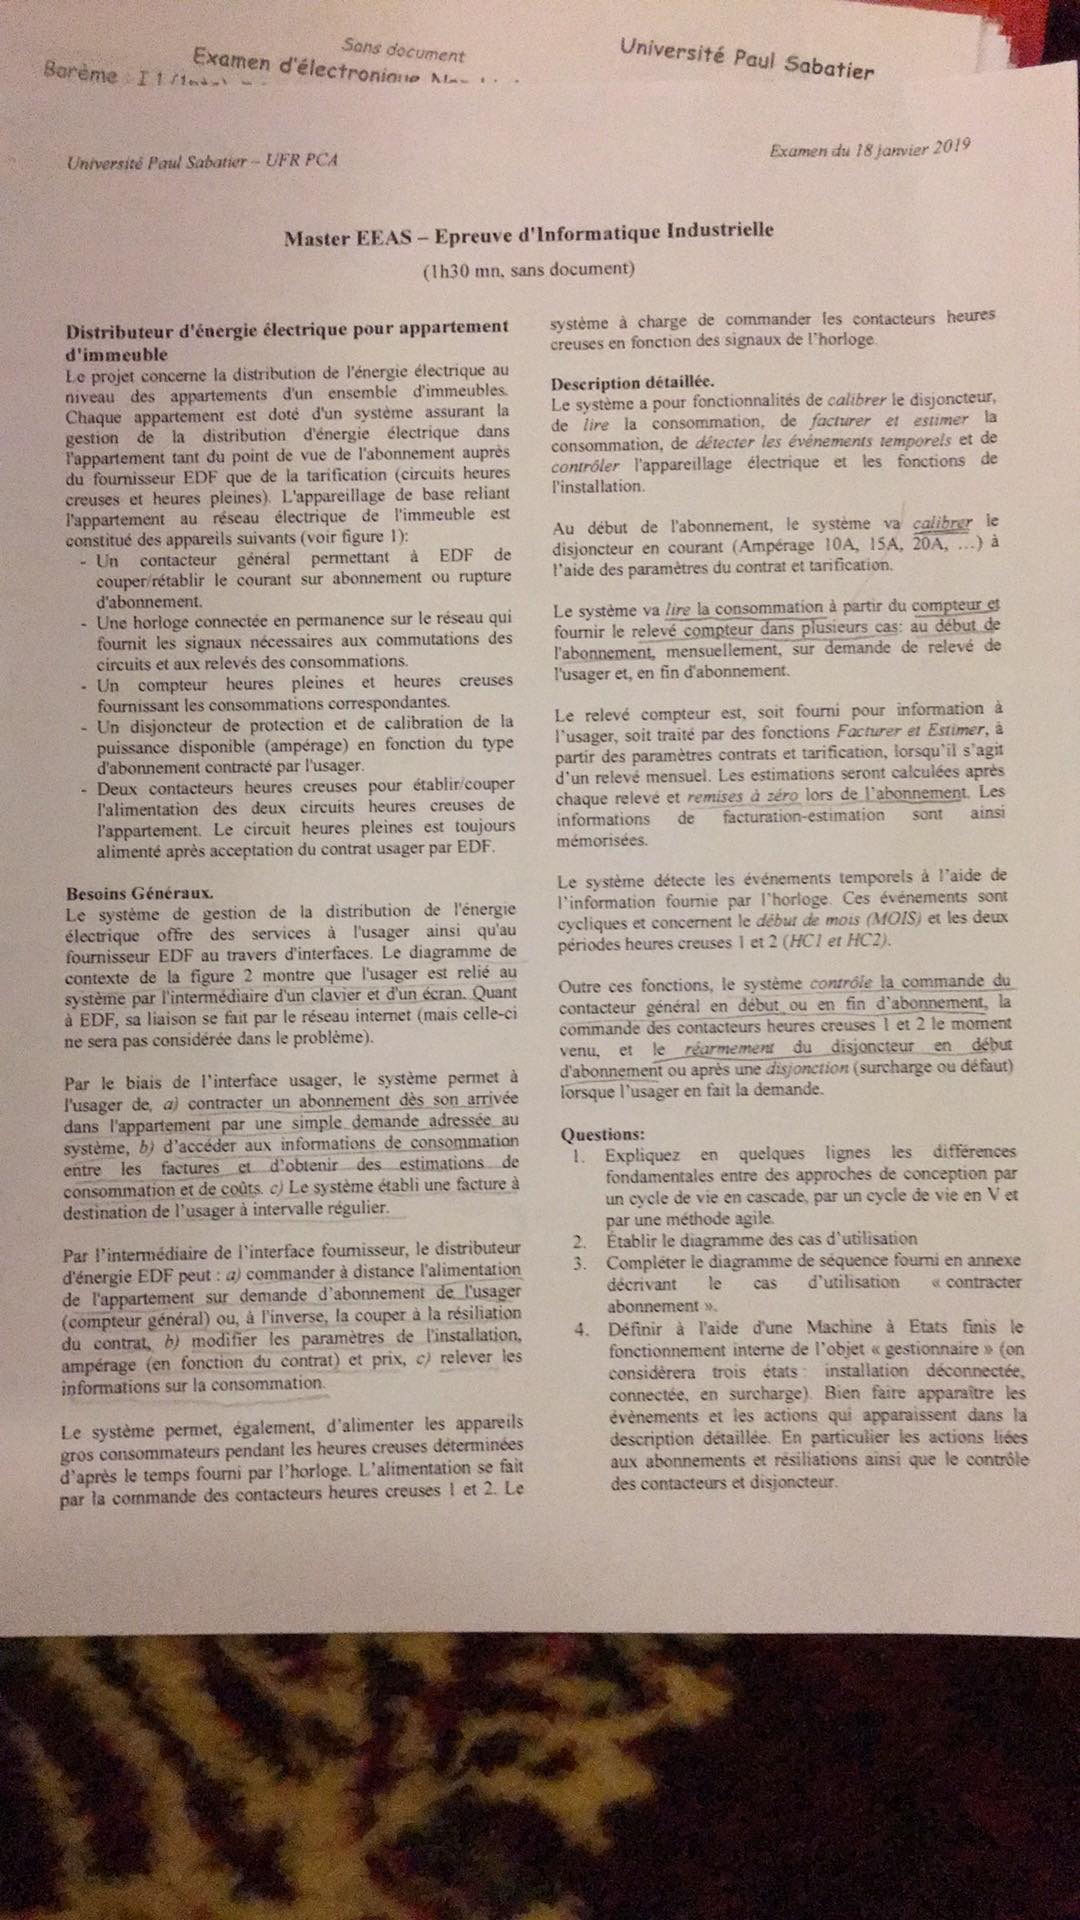 Sans document
Examen d'électronique
Université Paul Sabatier
Barème : I 1
Université Paul Sabatier – UFR PCA
Examen du 18 janvier 2019
Master EEAS – Epreuve d'Informatique Industrielle
(1h30 mn, sans document)
Distributeur d'énergie électrique pour appartement
d'immeuble
Le projet concerne la distribution de l'énergie électrique au
niveau des appartements d'un ensemble d'immeubles.
Chaque appartement est doté d'un système assurant la
gestion de la distribution d'énergie électrique dans
l'appartement tant du point de vue de l'abonnement auprès
du fournisseur EDF que de la tarification (circuits heures
creuses et heures pleines). L'appareillage de base reliant
l'appartement au réseau électrique de l'immeuble est
constitué des appareils suivants (voir figure 1):
- Un contacteur général permettant à EDF de
couper/rétablir le courant sur abonnement ou rupture
d'abonnement.
- Une horloge connectée en permanence sur le réseau qui
fournit les signaux nécessaires aux commutations des
circuits et aux relevés des consommations.
- Un compteur heures pleines et heures creuses
fournissant les consommations correspondantes.
- Un disjoncteur de protection et de calibration de la
puissance disponible (ampérage) en fonction du type
d'abonnement contracté par l'usager.
- Deux contacteurs heures creuses pour établir/couper
l'alimentation des deux circuits heures creuses de
l'appartement. Le circuit heures pleines est toujours
alimenté après acceptation du contrat usager par EDF.
Besoins Généraux.
Le système de gestion de la distribution de l'énergie
électrique offre des services à l'usager ainsi qu'au
fournisseur EDF au travers d'interfaces. Le diagramme de
contexte de la figure 2 montre que l'usager est relié au
système par l'intermédiaire d'un clavier et d'un écran. Quant
à EDF, sa liaison se fait par le réseau internet (mais celle-ci
ne sera pas considérée dans le problème).
Par le biais de l'interface usager, le système permet à
l'usager de, a) contracter un abonnement dès son arrivée
dans l'appartement par une simple demande adressée au
système, b) d'accéder aux informations de consommation
entre les factures et d'obtenir des estimations de
consommation et de coûts. c) Le système établi une facture à
destination de l'usager à intervalle régulier.
Par l'intermédiaire de l'interface fournisseur, le distributeur
d'énergie EDF peut : a) commander à distance l'alimentation
de l'appartement sur demande d'abonnement de l'usager
(compteur général) ou, à l'inverse, la couper à la résiliation
du contrat, b) modifier les paramètres de l'installation,
ampérage (en fonction du contrat) et prix, c) relever les
informations sur la consommation.
Le système permet, également, d'alimenter les appareils
gros consommateurs pendant les heures creuses déterminées
d'après le temps fourni par l'horloge. L'alimentation se fait
par la commande des contacteurs heures creuses 1 et 2. Le
système à charge de commander les contacteurs heures
creuses en fonction des signaux de l'horloge.
Description détaillée.
Le système a pour fonctionnalités de calibrer le disjoncteur,
de lire la consommation, de facturer et estimer la
consommation, de détecter les événements temporels et de
contrôler l'appareillage électrique et les fonctions de
l'installation.
Au début de l'abonnement, le système va calibrer le
disjoncteur en courant (Ampérage 10A, 15A, 20A, ...) à
l'aide des paramètres du contrat et tarification.
Le système va lire la consommation à partir du compteur et
fournir le relevé compteur dans plusieurs cas: au début de
l'abonnement, mensuellement, sur demande de relevé de
l'usager et, en fin d'abonnement.
Le relevé compteur est, soit fourni pour information à
l'usager, soit traité par des fonctions Facturer et Estimer, à
partir des paramètres contrats et tarification, lorsqu'il s'agit
d'un relevé mensuel. Les estimations seront calculées après
chaque relevé et remises à zéro lors de l'abonnement. Les
informations de facturation-estimation sont ainsi
mémorisées.
Le système détecte les événements temporels à l'aide de
l'information fournie par l'horloge. Ces événements sont
cycliques et concernent le début de mois (MOIS) et les deux
périodes heures creuses 1 et 2 (HC1 et HC2).
Outre ces fonctions, le système contrôle la commande du
contacteur général en début ou en fin d'abonnement, la
commande des contacteurs heures creuses 1 et 2 le moment
venu, et le réarmement du disjoncteur en début
d'abonnement ou après une disjonction (surcharge ou défaut)
lorsque l'usager en fait la demande.
Questions:
1. Expliquez en quelques lignes les différences
fondamentales entre des approches de conception par
un cycle de vie en cascade, par un cycle de vie en V et
par une méthode agile.
2. Établir le diagramme des cas d'utilisation
3. Compléter le diagramme de séquence fourni en annexe
décrivant le cas d'utilisation « contracter
abonnement ».
4. Définir à l'aide d'une Machine à Etats finis le
fonctionnement interne de l'objet « gestionnaire » (on
considèrera trois états : installation déconnectée,
connectée, en surcharge). Bien faire apparaître les
évènements et les actions qui apparaissent dans la
description détaillée. En particulier les actions liées
aux abonnements et résiliations ainsi que le contrôle
des contacteurs et disjoncteur.